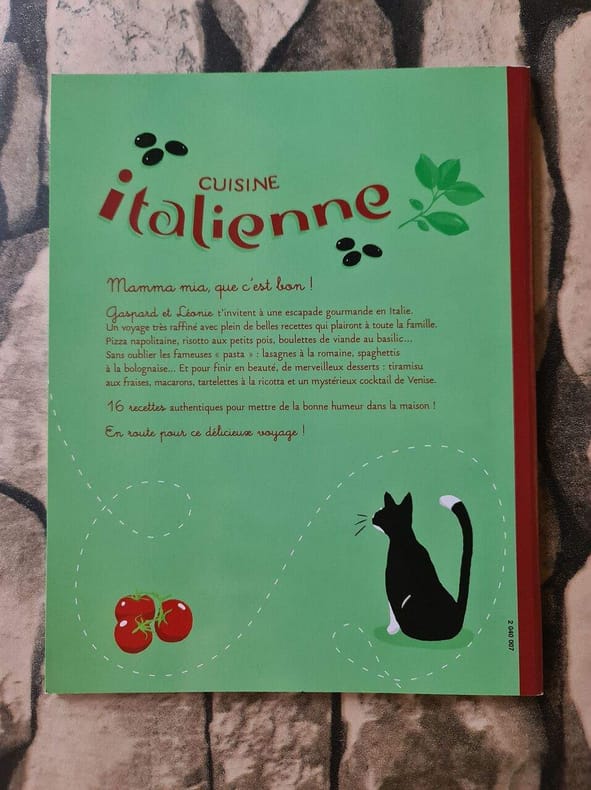 CUISINE
italienne
Mamma mia, que c'est bon !
Gaspard et Léonie t'invitent à une escapade gourmande en Italie.
Un voyage très raffiné avec plein de belles recettes qui plairont à toute la famille.
Pizza napolitaine, risotto aux petits pois, boulettes de viande au basilic...
Sans oublier les fameuses « pasta » : lasagnes à la romaine, spaghettis
à la bolognaise... Et pour finir en beauté, de merveilleux desserts : tiramisu
aux fraises, macarons, tartelettes à la ricotta et un mystérieux cocktail de Venise.
16 recettes authentiques pour mettre de la bonne humeur dans la maison !
En route pour ce délicieux voyage !
2 040 007